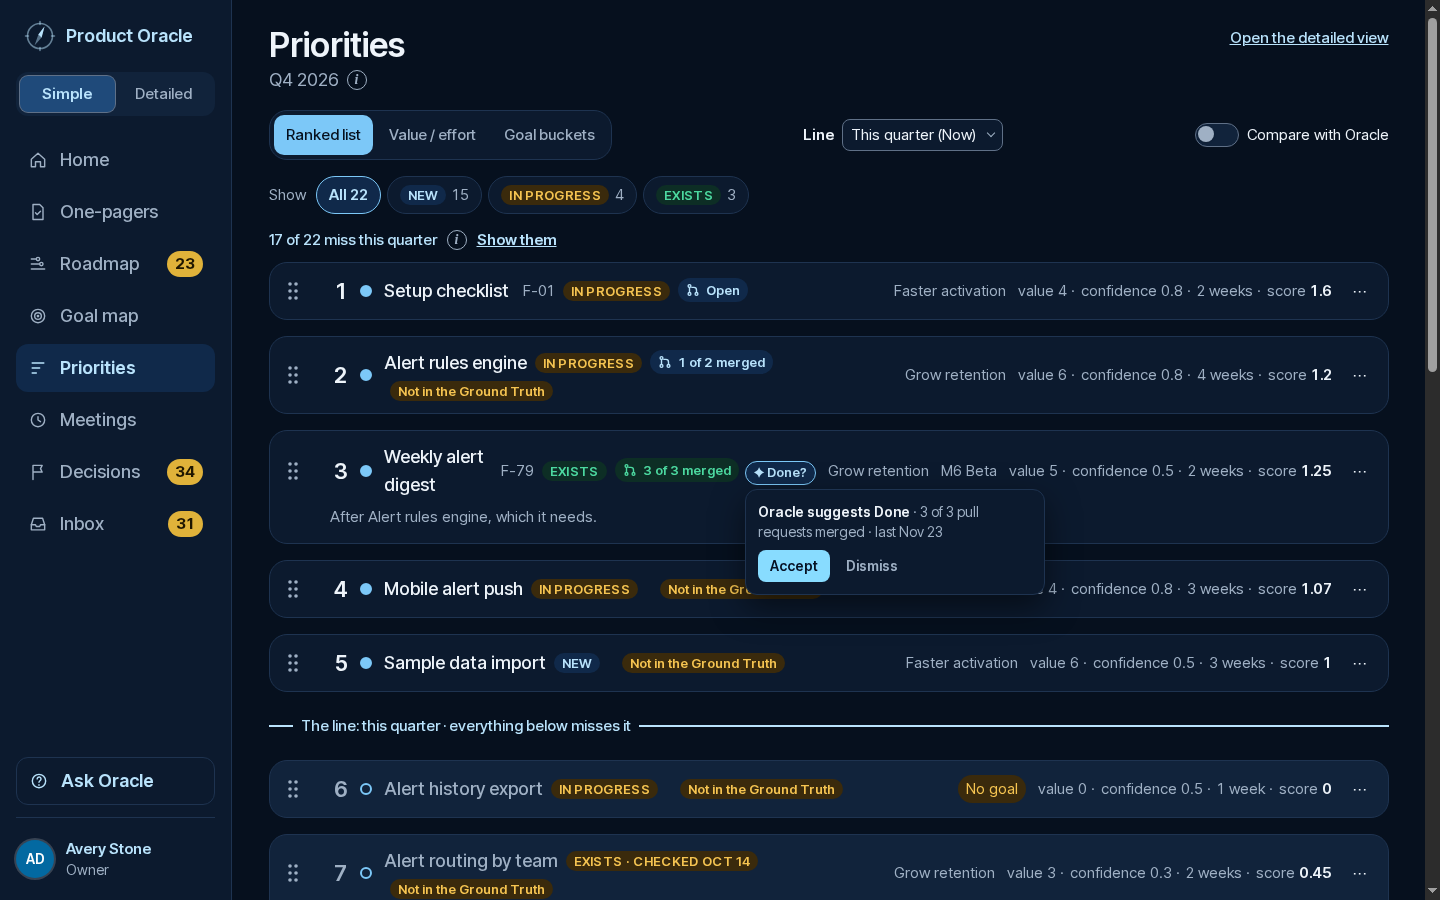 Product Oracle
Simple
Detailed
Home
One-pagers
Roadmap 23
Goal map
Priorities
Meetings
Decisions 34
Inbox 31
Ask Oracle
AD
Avery Stone
Owner
Priorities
Open the detailed view
Q4 2026 i
Ranked list
Value / effort
Goal buckets
Line This quarter (Now)
Compare with Oracle
Show All 22 NEW 15 IN PROGRESS 4 EXISTS 3
17 of 22 miss this quarter i Show them
1 Setup checklist F-01 IN PROGRESS Open Faster activation value 4 · confidence 0.8 · 2 weeks · score 1.6 ···
2 Alert rules engine IN PROGRESS 1 of 2 merged Grow retention value 6 · confidence 0.8 · 4 weeks · score 1.2 ···
Not in the Ground Truth
3 Weekly alert digest F-79 EXISTS 3 of 3 merged Done? Grow retention M6 Beta value 5 · confidence 0.5 · 2 weeks · score 1.25 ···
After Alert rules engine, which it needs.
Oracle suggests Done · 3 of 3 pull
requests merged · last Nov 23
Accept
Dismiss
4 Mobile alert push IN PROGRESS Not in the 4 · confidence 0.8 · 3 weeks · score 1.07 ···
5 Sample data import NEW Not in the Ground Truth Faster activation value 6 · confidence 0.5 · 3 weeks · score 1 ···
The line: this quarter · everything below misses it
6 Alert history export IN PROGRESS Not in the Ground Truth No goal value 0 · confidence 0.5 · 1 week · score 0 ···
7 Alert routing by team EXISTS · CHECKED OCT 14 Grow retention value 3 · confidence 0.3 · 2 weeks · score 0.45 ···
Not in the Ground Truth